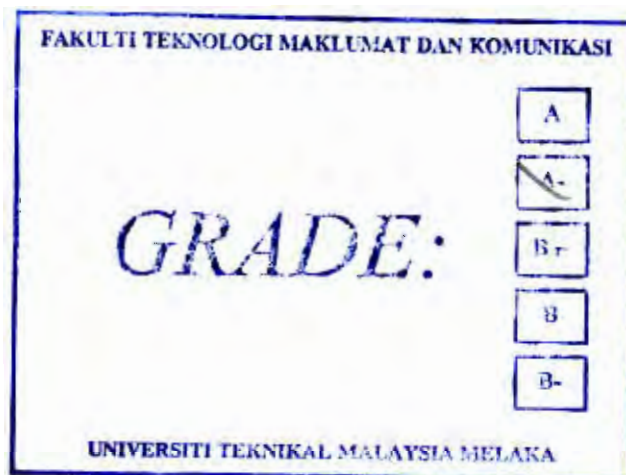 FAKULTI TEKNOLOGI MAKLUMAT DAN KOMUNIKASI
A
A-
GRADE:
B+
B
B-
UNIVERSITI TEKNIKAL MALAYSIA MELAKA